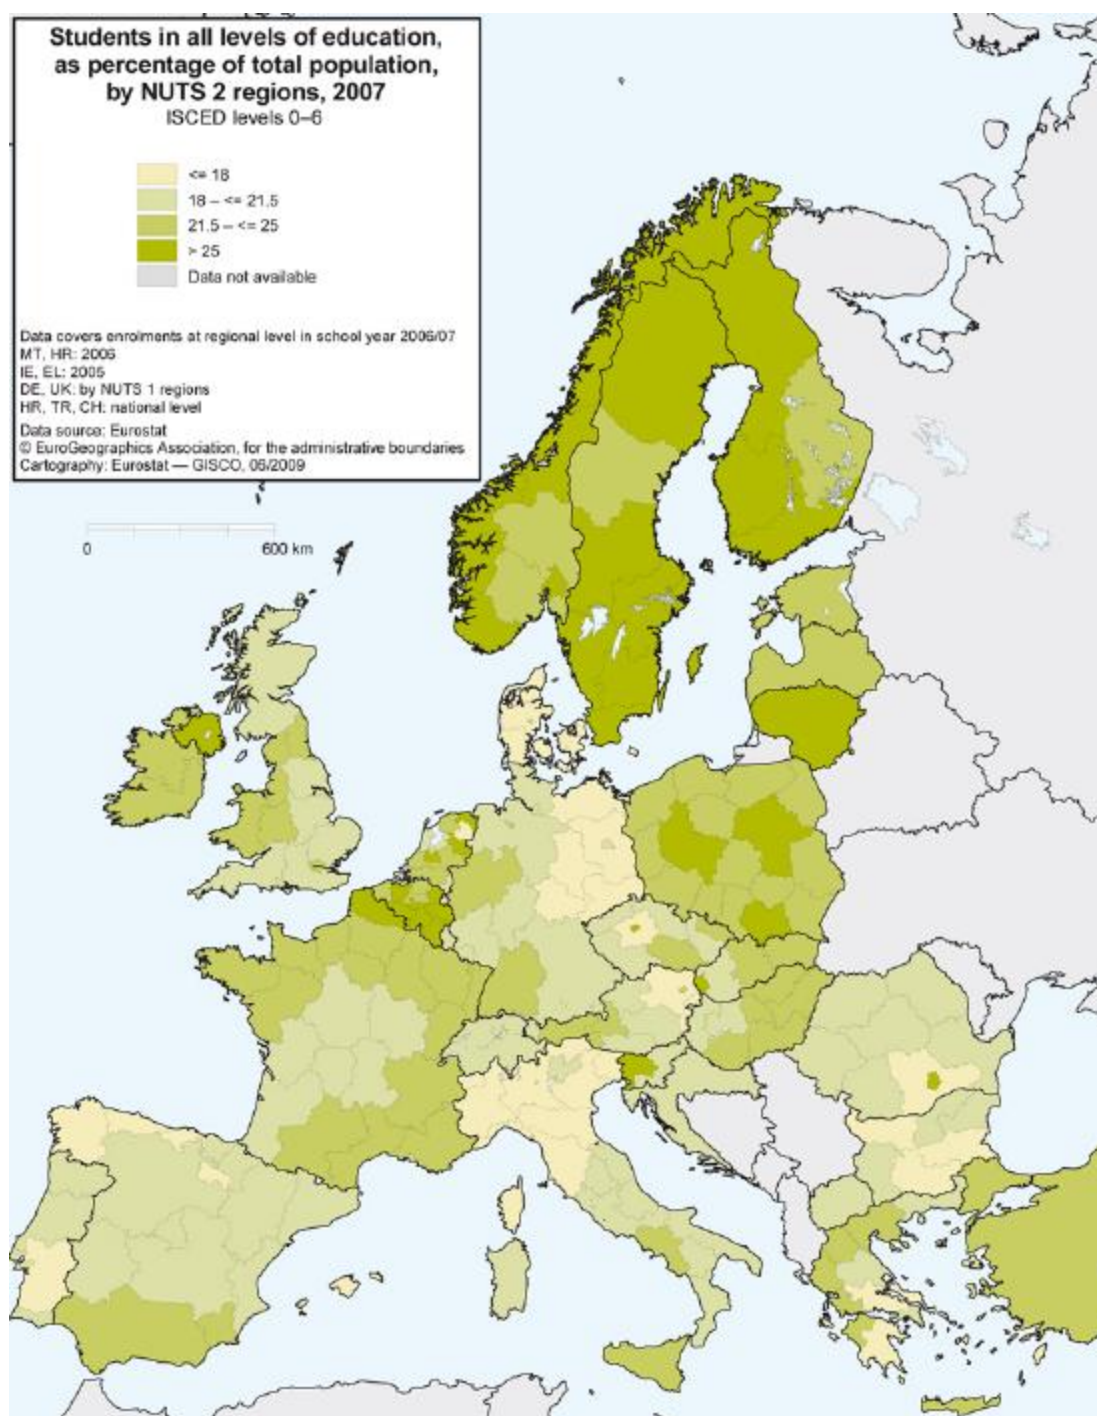 Students in all levels of education,
as percentage of total population,
by NUTS 2 regions, 2007
ISCED levels 0–6
<= 18
18 – <= 21.5
21.5 – <= 25
> 25
Data not available
Data covers enrolments at regional level in school year 2006/07
MT, HR: 2006
IE, EL: 2005
DE, UK: by NUTS 1 regions
HR, TR, CH: national level
Data source: Eurostat
© EuroGeographics Association, for the administrative boundaries
Cartography: Eurostat — GISCO, 06/2009
0 600 km